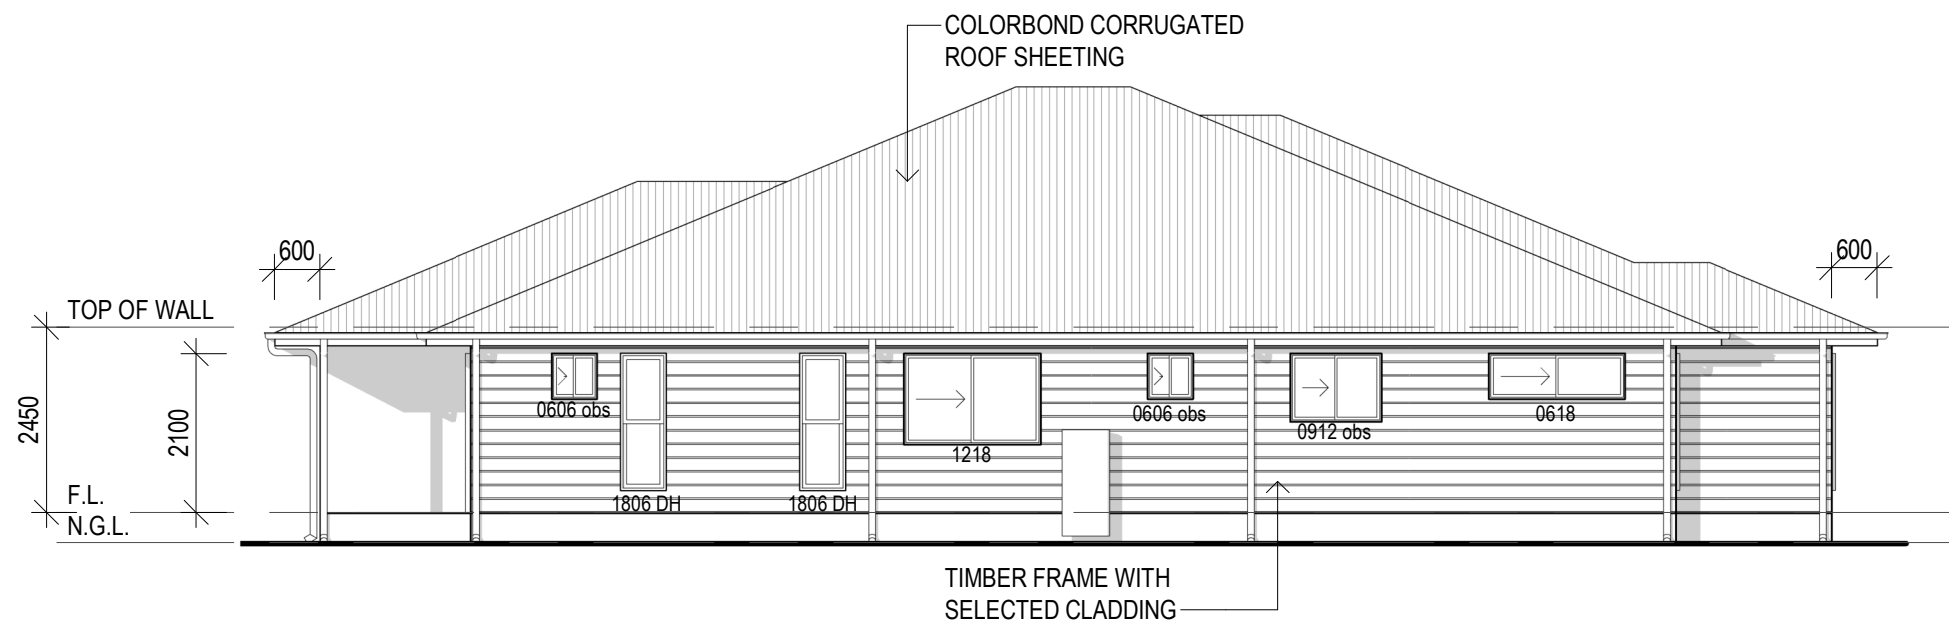 COLORBOND CORRUGATED
ROOF SHEETING
600
600
TOP OF WALL
2450
2100
0606 obs
1806 DH
1806 DH
1218
0606 obs
0912 obs
0618
F.L.
N.G.L.
TIMBER FRAME WITH
SELECTED CLADDING